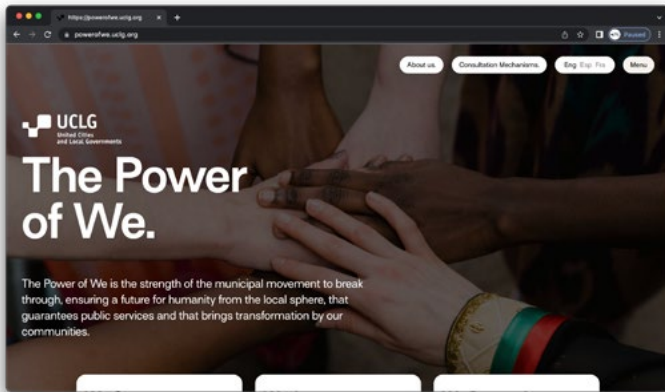 https://powerofwe.uclg.org
powerofwe.uclg.org
Paused
About us
Consultation Mechanisms.
Eng Esp Fra
Menu
UCLG
United Cities
and Local Governments
The Power
of We.
The Power of We is the strength of the municipal movement to break
through, ensuring a future for humanity from the local sphere, that
guarantees public services and that brings transformation by our
communities.